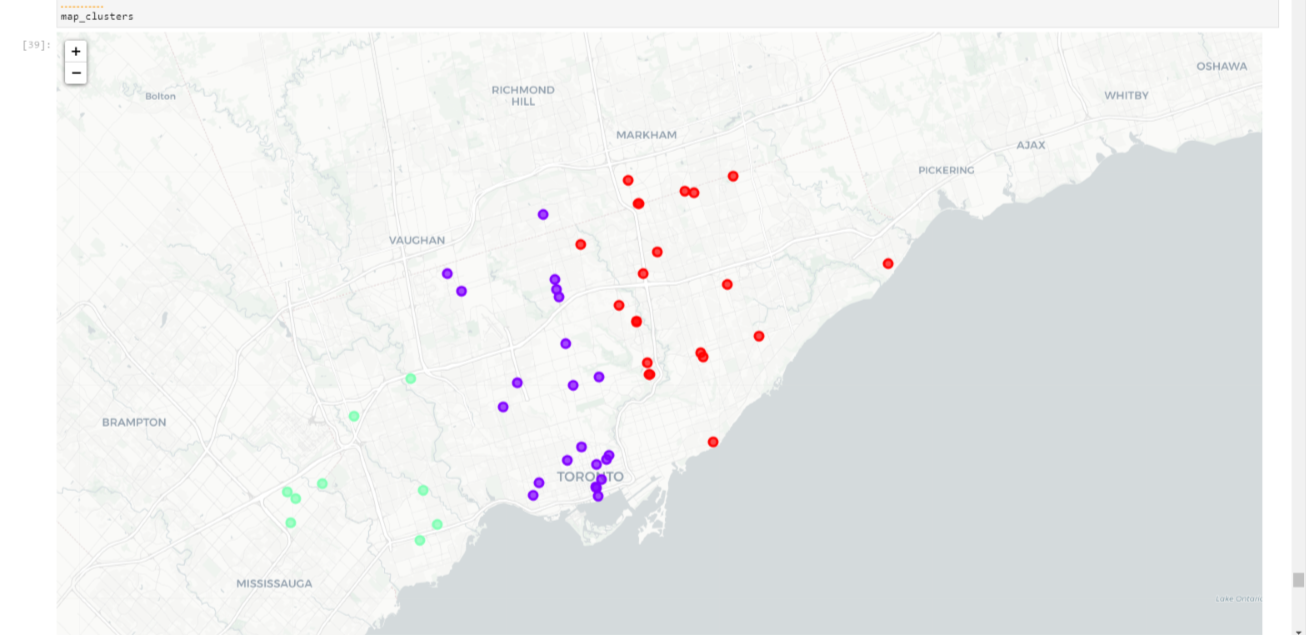 map_clusters
[39]:
+
−
OSHAWA
RICHMOND
HILL
Bolton
WHITBY
MARKHAM
AJAX
PICKERING
VAUGHAN
BRAMPTON
TORONTO
MISSISSAUGA
Lake Ontario